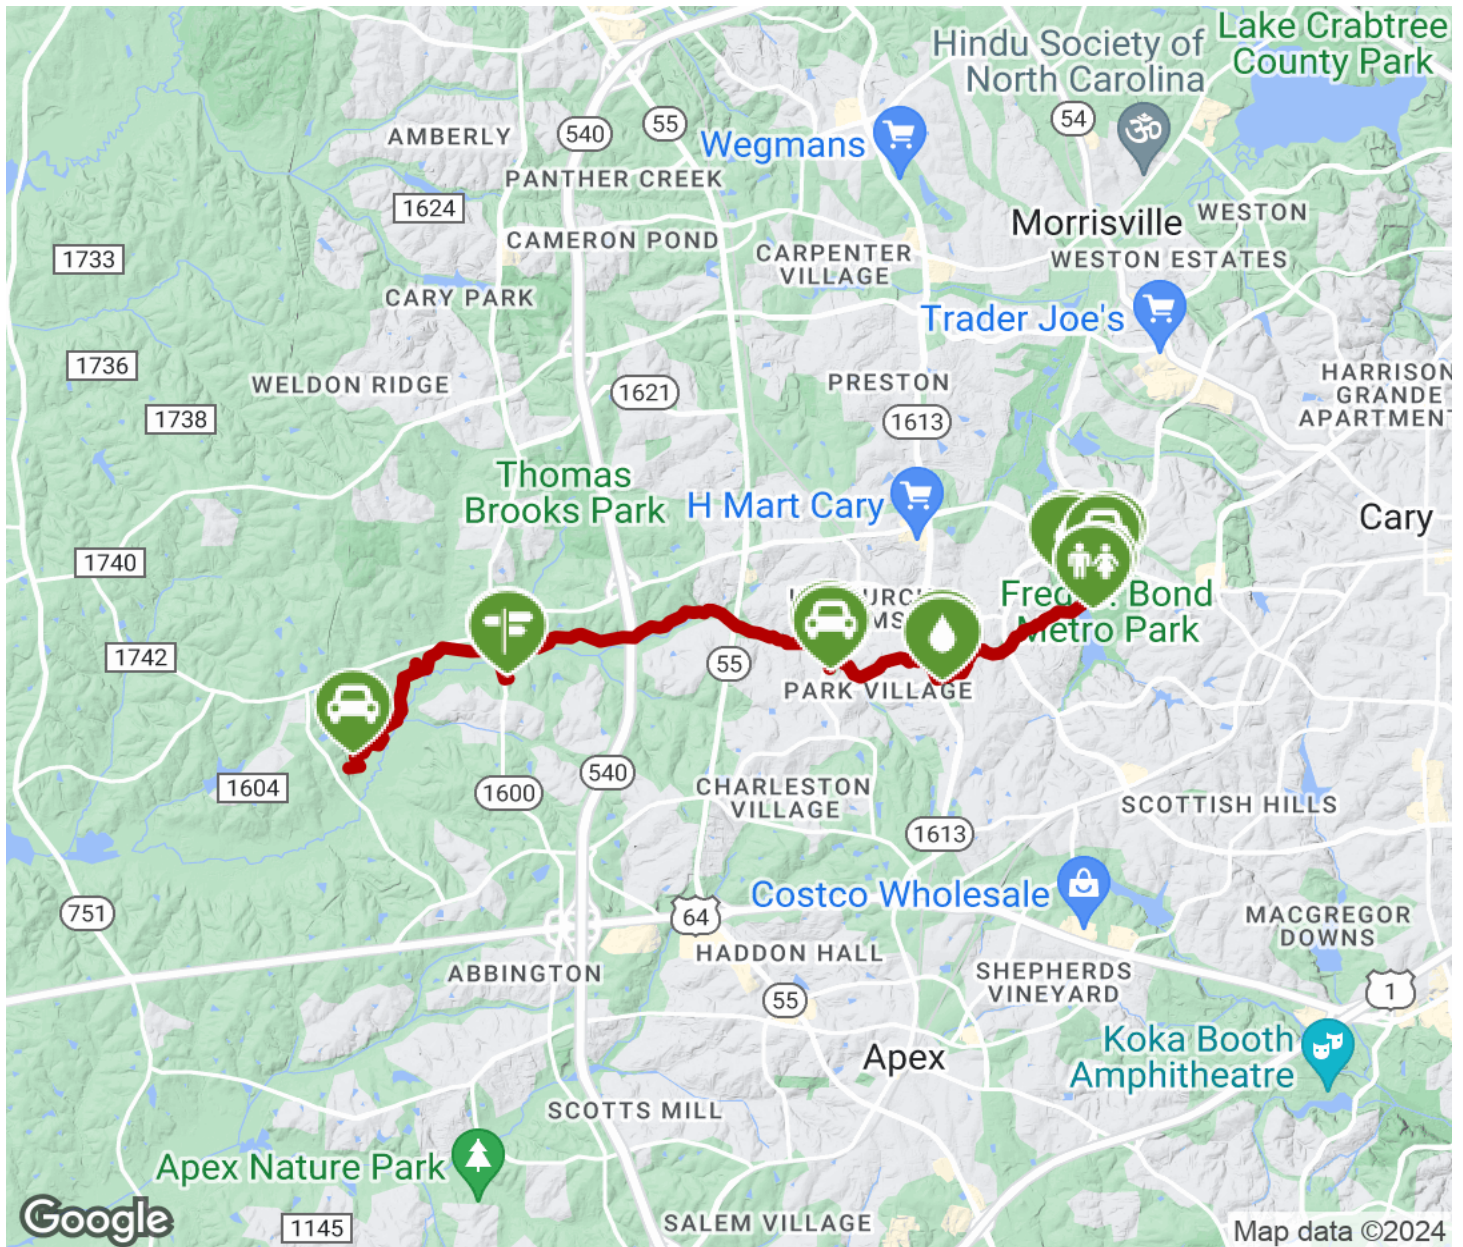 Lake Crabtree
County Park
Hindu Society of
North Carolina
54
55
540
AMBERLY
Wegmans
PANTHER CREEK
1624
Morrisville
WESTON
CAMERON POND
CARPENTER
VILLAGE
WESTON ESTATES
1733
CARY PARK
Trader Joe's
1736
WELDON RIDGE
1621
PRESTON
HARRISON
GRANDE
APARTMENT
1738
1613
Thomas
Brooks Park
H Mart Cary
Cary
1740
Bond
Metro Park
1742
55
PARK VILLAGE
1604
1600
540
CHARLESTON
VILLAGE
SCOTTISH HILLS
1613
751
64
Costco Wholesale
MACGREGOR
DOWNS
HADDON HALL
ABBINGTON
SHEPHERDS
VINEYARD
55
1
Koka Booth
Amphitheatre
Apex
SCOTTS MILL
Apex Nature Park
1145
SALEM VILLAGE
Google
Map data ©2024